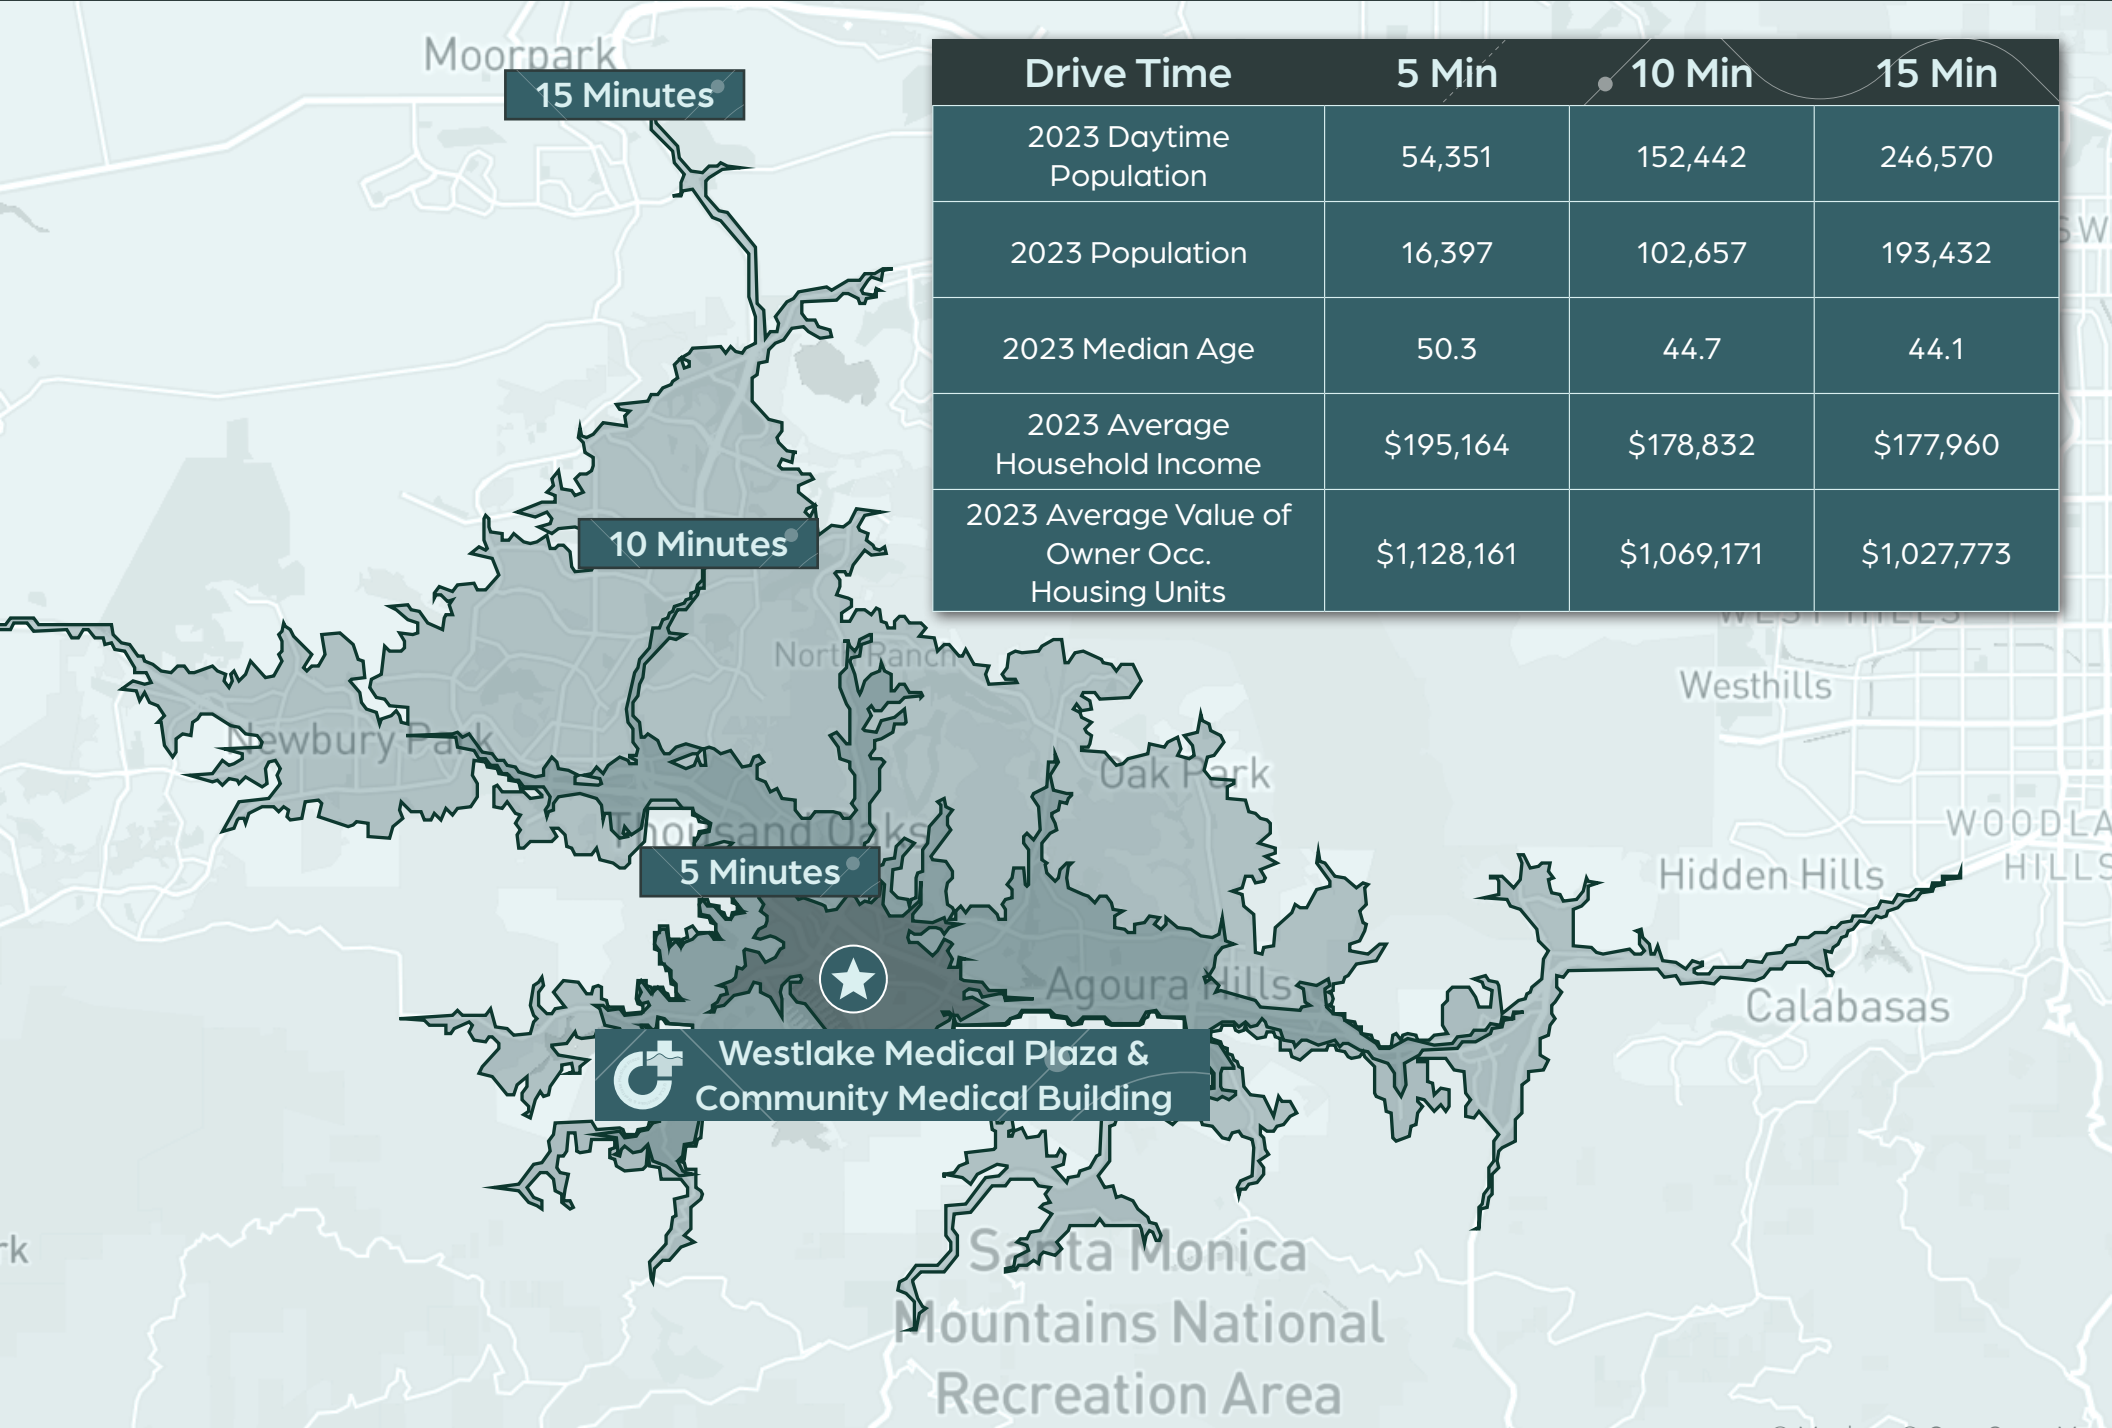 Moorpark
15 Minutes
Drive Time 5 Min 10 Min 15 Min
2023 Daytime
Population
54,351 152,442 246,570
2023 Population 16,397 102,657 193,432
2023 Median Age 50.3 44.7 44.1
2023 Average
Household Income
$195,164 $178,832 $177,960
2023 Average Value of
Owner Occ.
Housing Units
$1,128,161 $1,069,171 $1,027,773
10 Minutes
WEST HILLS
North Ranch
Westhills
Newbury Park
Oak Park
Thousand Oaks
5 Minutes
Hidden Hills
HILLS
Agoura Hills
Calabasas
Westlake Medical Plaza &
Community Medical Building
Santa Monica
Mountains National
Recreation Area